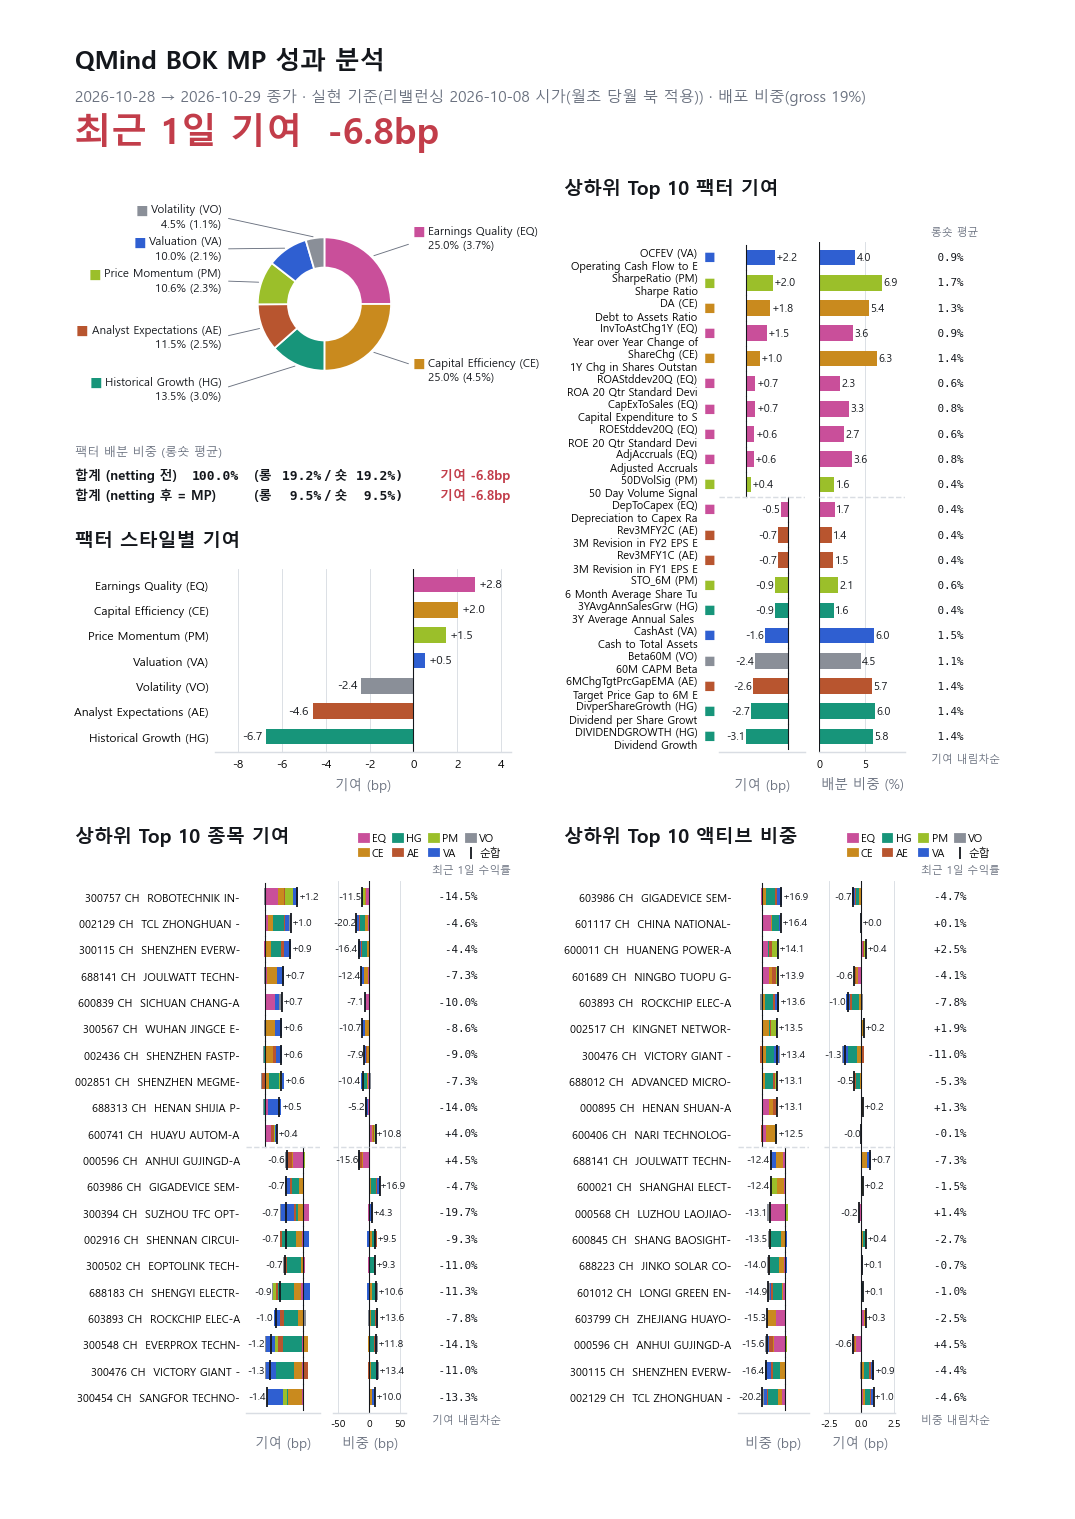 QMind BOK MP 성과 분석
2026-10-28 → 2026-10-29 종가 · 실현 기준(리밸런싱 2026-10-08 시가(월초 당월 북 적용)) · 배포 비중(gross 19%)
최근 1일 기여 -6.8bp
Volatility (VO)
4.5% (1.1%)
Valuation (VA)
10.0% (2.1%)
Price Momentum (PM)
10.6% (2.3%)
Analyst Expectations (AE)
11.5% (2.5%)
Historical Growth (HG)
13.5% (3.0%)
Earnings Quality (EQ)
25.0% (3.7%)
Capital Efficiency (CE)
25.0% (4.5%)
팩터 배분 비중 (롱숏 평균)
합계 (netting 전) 100.0% (롱 19.2% / 숏 19.2%) 기여 -6.8bp
합계 (netting 후 = MP) (롱 9.5% / 숏 9.5%) 기여 -6.8bp
팩터 스타일별 기여
Earnings Quality (EQ) +2.8
Capital Efficiency (CE) +2.0
Price Momentum (PM) +1.5
Valuation (VA) +0.5
Volatility (VO) -2.4
Analyst Expectations (AE) -4.6
Historical Growth (HG) -6.7
-8 -6 -4 -2 0 2 4
기여 (bp)
상하위 Top 10 팩터 기여
롱숏 평균
OCFEV (VA) +2.2 4.0 0.9%
Operating Cash Flow to E
SharpeRatio (PM) +2.0 6.9 1.7%
Sharpe Ratio
DA (CE) +1.8 5.4 1.3%
Debt to Assets Ratio
InvToAstChg1Y (EQ) +1.5 3.6 0.9%
Year over Year Change of
ShareChg (CE) +1.0 6.3 1.4%
1Y Chg in Shares Outstan
ROAStddev20Q (EQ) +0.7 2.3 0.6%
ROA 20 Qtr Standard Devi
CapExToSales (EQ) +0.7 3.3 0.8%
Capital Expenditure to S
ROEStddev20Q (EQ) +0.6 2.7 0.6%
ROE 20 Qtr Standard Devi
AdjAccruals (EQ) +0.6 3.6 0.8%
Adjusted Accruals
50DVolSig (PM) +0.4 1.6 0.4%
50 Day Volume Signal
DepToCapex (EQ) -0.5 1.7 0.4%
Depreciation to Capex Ra
Rev3MFY2C (AE) -0.7 1.4 0.4%
3M Revision in FY2 EPS E
Rev3MFY1C (AE) -0.7 1.5 0.4%
3M Revision in FY1 EPS E
STO_6M (PM) -0.9 2.1 0.6%
6 Month Average Share Tu
3YAvgAnnSalesGrw (HG) -0.9 1.6 0.4%
3Y Average Annual Sales
CashAst (VA) -1.6 6.0 1.5%
Cash to Total Assets
Beta60M (VO) -2.4 4.5 1.1%
60M CAPM Beta
6MChgTgtPrcGapEMA (AE) -2.6 5.7 1.4%
Target Price Gap to 6M E
DivperShareGrowth (HG) -2.7 6.0 1.4%
Dividend per Share Growt
DIVIDENDGROWTH (HG) -3.1 5.8 1.4%
Dividend Growth
0 5
기여 내림차순
기여 (bp) 배분 비중 (%)
상하위 Top 10 종목 기여
EQ HG PM VO
CE AE VA 순합
최근 1일 수익률
300757 CH ROBOTECHNIK IN- +1.2 -11.5 -14.5%
002129 CH TCL ZHONGHUAN - +1.0 -20.2 -4.6%
300115 CH SHENZHEN EVERW- +0.9 -16.4 -4.4%
688141 CH JOULWATT TECHN- +0.7 -12.4 -7.3%
600839 CH SICHUAN CHANG-A +0.7 -7.1 -10.0%
300567 CH WUHAN JINGCE E- +0.6 -10.7 -8.6%
002436 CH SHENZHEN FASTP- +0.6 -7.9 -9.0%
002851 CH SHENZHEN MEGME- +0.6 -10.4 -7.3%
688313 CH HENAN SHIJIA P- +0.5 -5.2 -14.0%
600741 CH HUAYU AUTOM-A +0.4 +10.8 +4.0%
000596 CH ANHUI GUJINGD-A -0.6 -15.6 +4.5%
603986 CH GIGADEVICE SEM- -0.7 +16.9 -4.7%
300394 CH SUZHOU TFC OPT- -0.7 +4.3 -19.7%
002916 CH SHENNAN CIRCUI- -0.7 +9.5 -9.3%
300502 CH EOPTOLINK TECH- -0.7 +9.3 -11.0%
688183 CH SHENGYI ELECTR- -0.9 +10.6 -11.3%
603893 CH ROCKCHIP ELEC-A -1.0 +13.6 -7.8%
300548 CH EVERPROX TECHN- -1.2 +11.8 -14.1%
300476 CH VICTORY GIANT - -1.3 +13.4 -11.0%
300454 CH SANGFOR TECHNO- -1.4 +10.0 -13.3%
-50 0 50
기여 내림차순
기여 (bp) 비중 (bp)
상하위 Top 10 액티브 비중
EQ HG PM VO
CE AE VA 순합
최근 1일 수익률
603986 CH GIGADEVICE SEM- +16.9 -0.7 -4.7%
601117 CH CHINA NATIONAL- +16.4 +0.0 +0.1%
600011 CH HUANENG POWER-A +14.1 +0.4 +2.5%
601689 CH NINGBO TUOPU G- +13.9 -0.6 -4.1%
603893 CH ROCKCHIP ELEC-A +13.6 -1.0 -7.8%
002517 CH KINGNET NETWOR- +13.5 +0.2 +1.9%
300476 CH VICTORY GIANT - +13.4 -1.3 -11.0%
688012 CH ADVANCED MICRO- +13.1 -0.5 -5.3%
000895 CH HENAN SHUAN-A +13.1 +0.2 +1.3%
600406 CH NARI TECHNOLOG- +12.5 -0.0 -0.1%
688141 CH JOULWATT TECHN- -12.4 +0.7 -7.3%
600021 CH SHANGHAI ELECT- -12.4 +0.2 -1.5%
000568 CH LUZHOU LAOJIAO- -13.1 -0.2 +1.4%
600845 CH SHANG BAOSIGHT- -13.5 +0.4 -2.7%
688223 CH JINKO SOLAR CO- -14.0 +0.1 -0.7%
601012 CH LONGI GREEN EN- -14.9 +0.1 -1.0%
603799 CH ZHEJIANG HUAYO- -15.3 +0.3 -2.5%
000596 CH ANHUI GUJINGD-A -15.6 -0.6 +4.5%
300115 CH SHENZHEN EVERW- -16.4 +0.9 -4.4%
002129 CH TCL ZHONGHUAN - -20.2 +1.0 -4.6%
-2.5 0.0 2.5
비중 내림차순
비중 (bp) 기여 (bp)